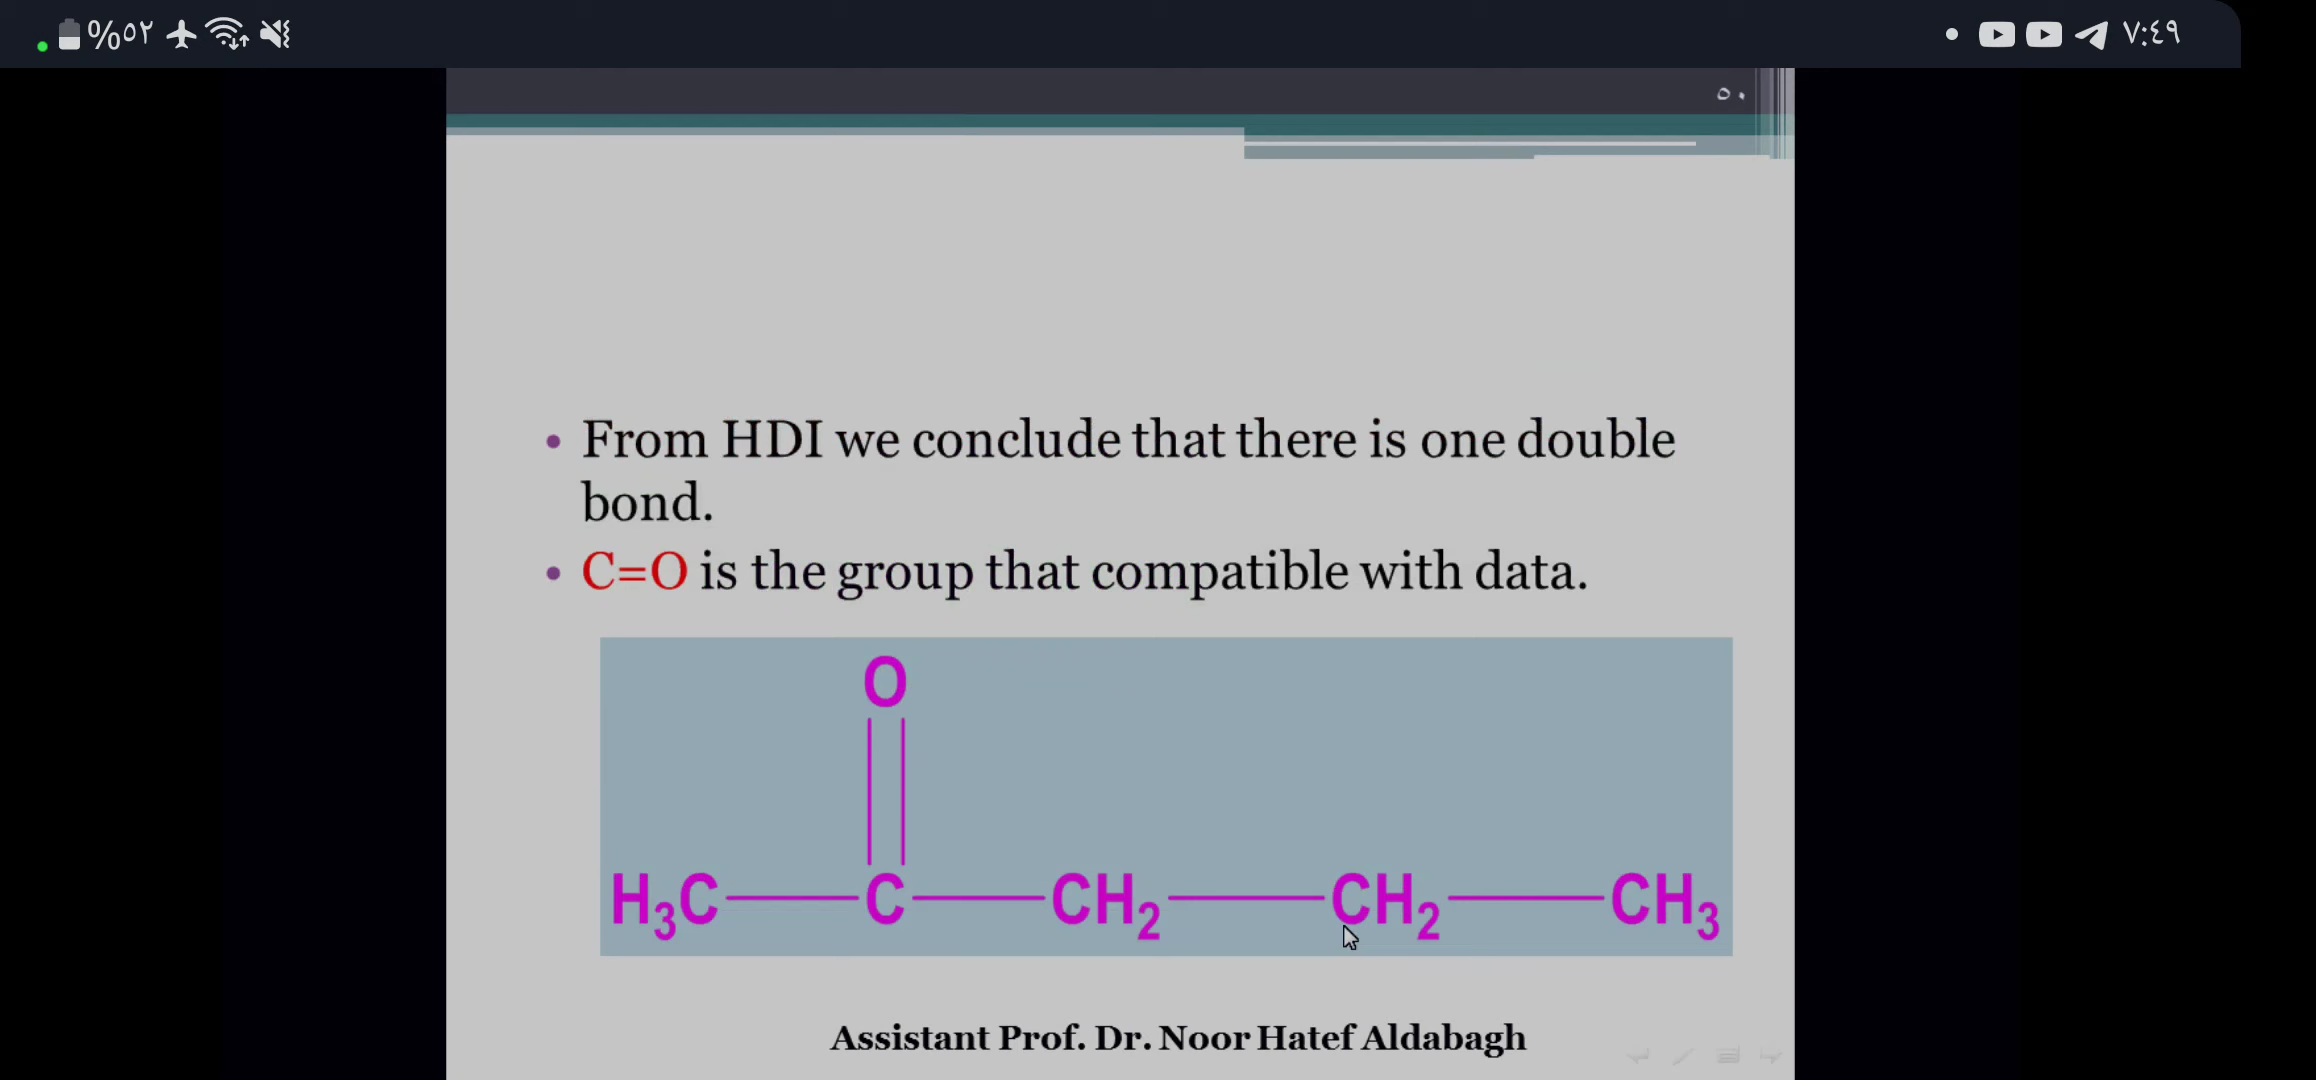 %٥٢
٧:٤٩
٥٠
• From HDI we conclude that there is one double
bond.
• C=O is the group that compatible with data.
O
H3C C CH2 CH2 CH3
Assistant Prof. Dr. Noor Hatef Aldabagh